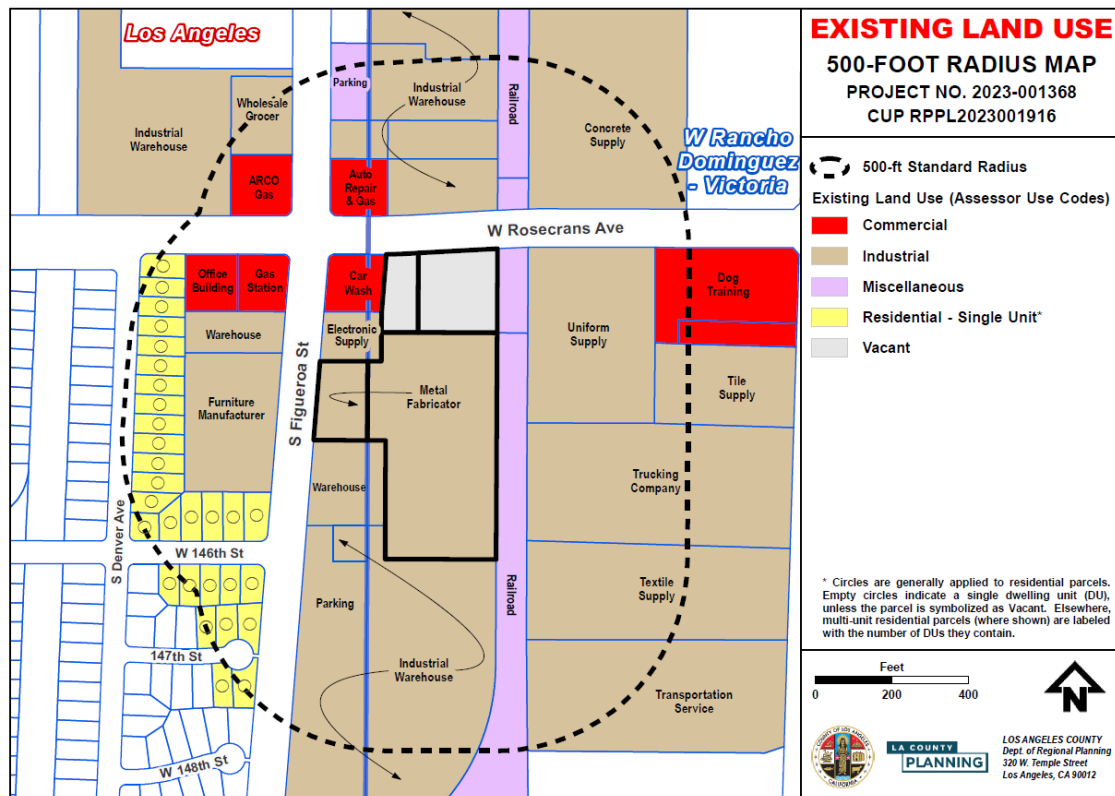 Los Angeles
Parking
Industrial
Warehouse
Railroad
Wholesale
Grocer
Industrial
Warehouse
Concrete
Supply
W Rancho
Dominguez
- Victoria
ARCO
Gas
Auto
Repair
& Gas
W Rosecrans Ave
Office
Building
Gas
Station
Car
Wash
Dog
Training
Warehouse
Electronic
Supply
Uniform
Supply
S Figueroa St
Furniture
Manufacturer
Metal
Fabricator
Tile
Supply
Warehouse
Trucking
Company
S Denver Ave
W 146th St
Parking
Railroad
Textile
Supply
147th St
Industrial
Warehouse
Transportation
Service
W 148th St
EXISTING LAND USE
500-FOOT RADIUS MAP
PROJECT NO. 2023-001368
CUP RPPL2023001916
500-ft Standard Radius
Existing Land Use (Assessor Use Codes)
Commercial
Industrial
Miscellaneous
Residential - Single Unit*
Vacant
* Circles are generally applied to residential parcels.
Empty circles indicate a single dwelling unit (DU),
unless the parcel is symbolized as Vacant. Elsewhere,
multi-unit residential parcels (where shown) are labeled
with the number of DUs they contain.
Feet
0 200 400
N
COUNTY OF LOS ANGELES
CALIFORNIA
LA COUNTY
PLANNING
LOS ANGELES COUNTY
Dept. of Regional Planning
320 W. Temple Street
Los Angeles, CA 90012